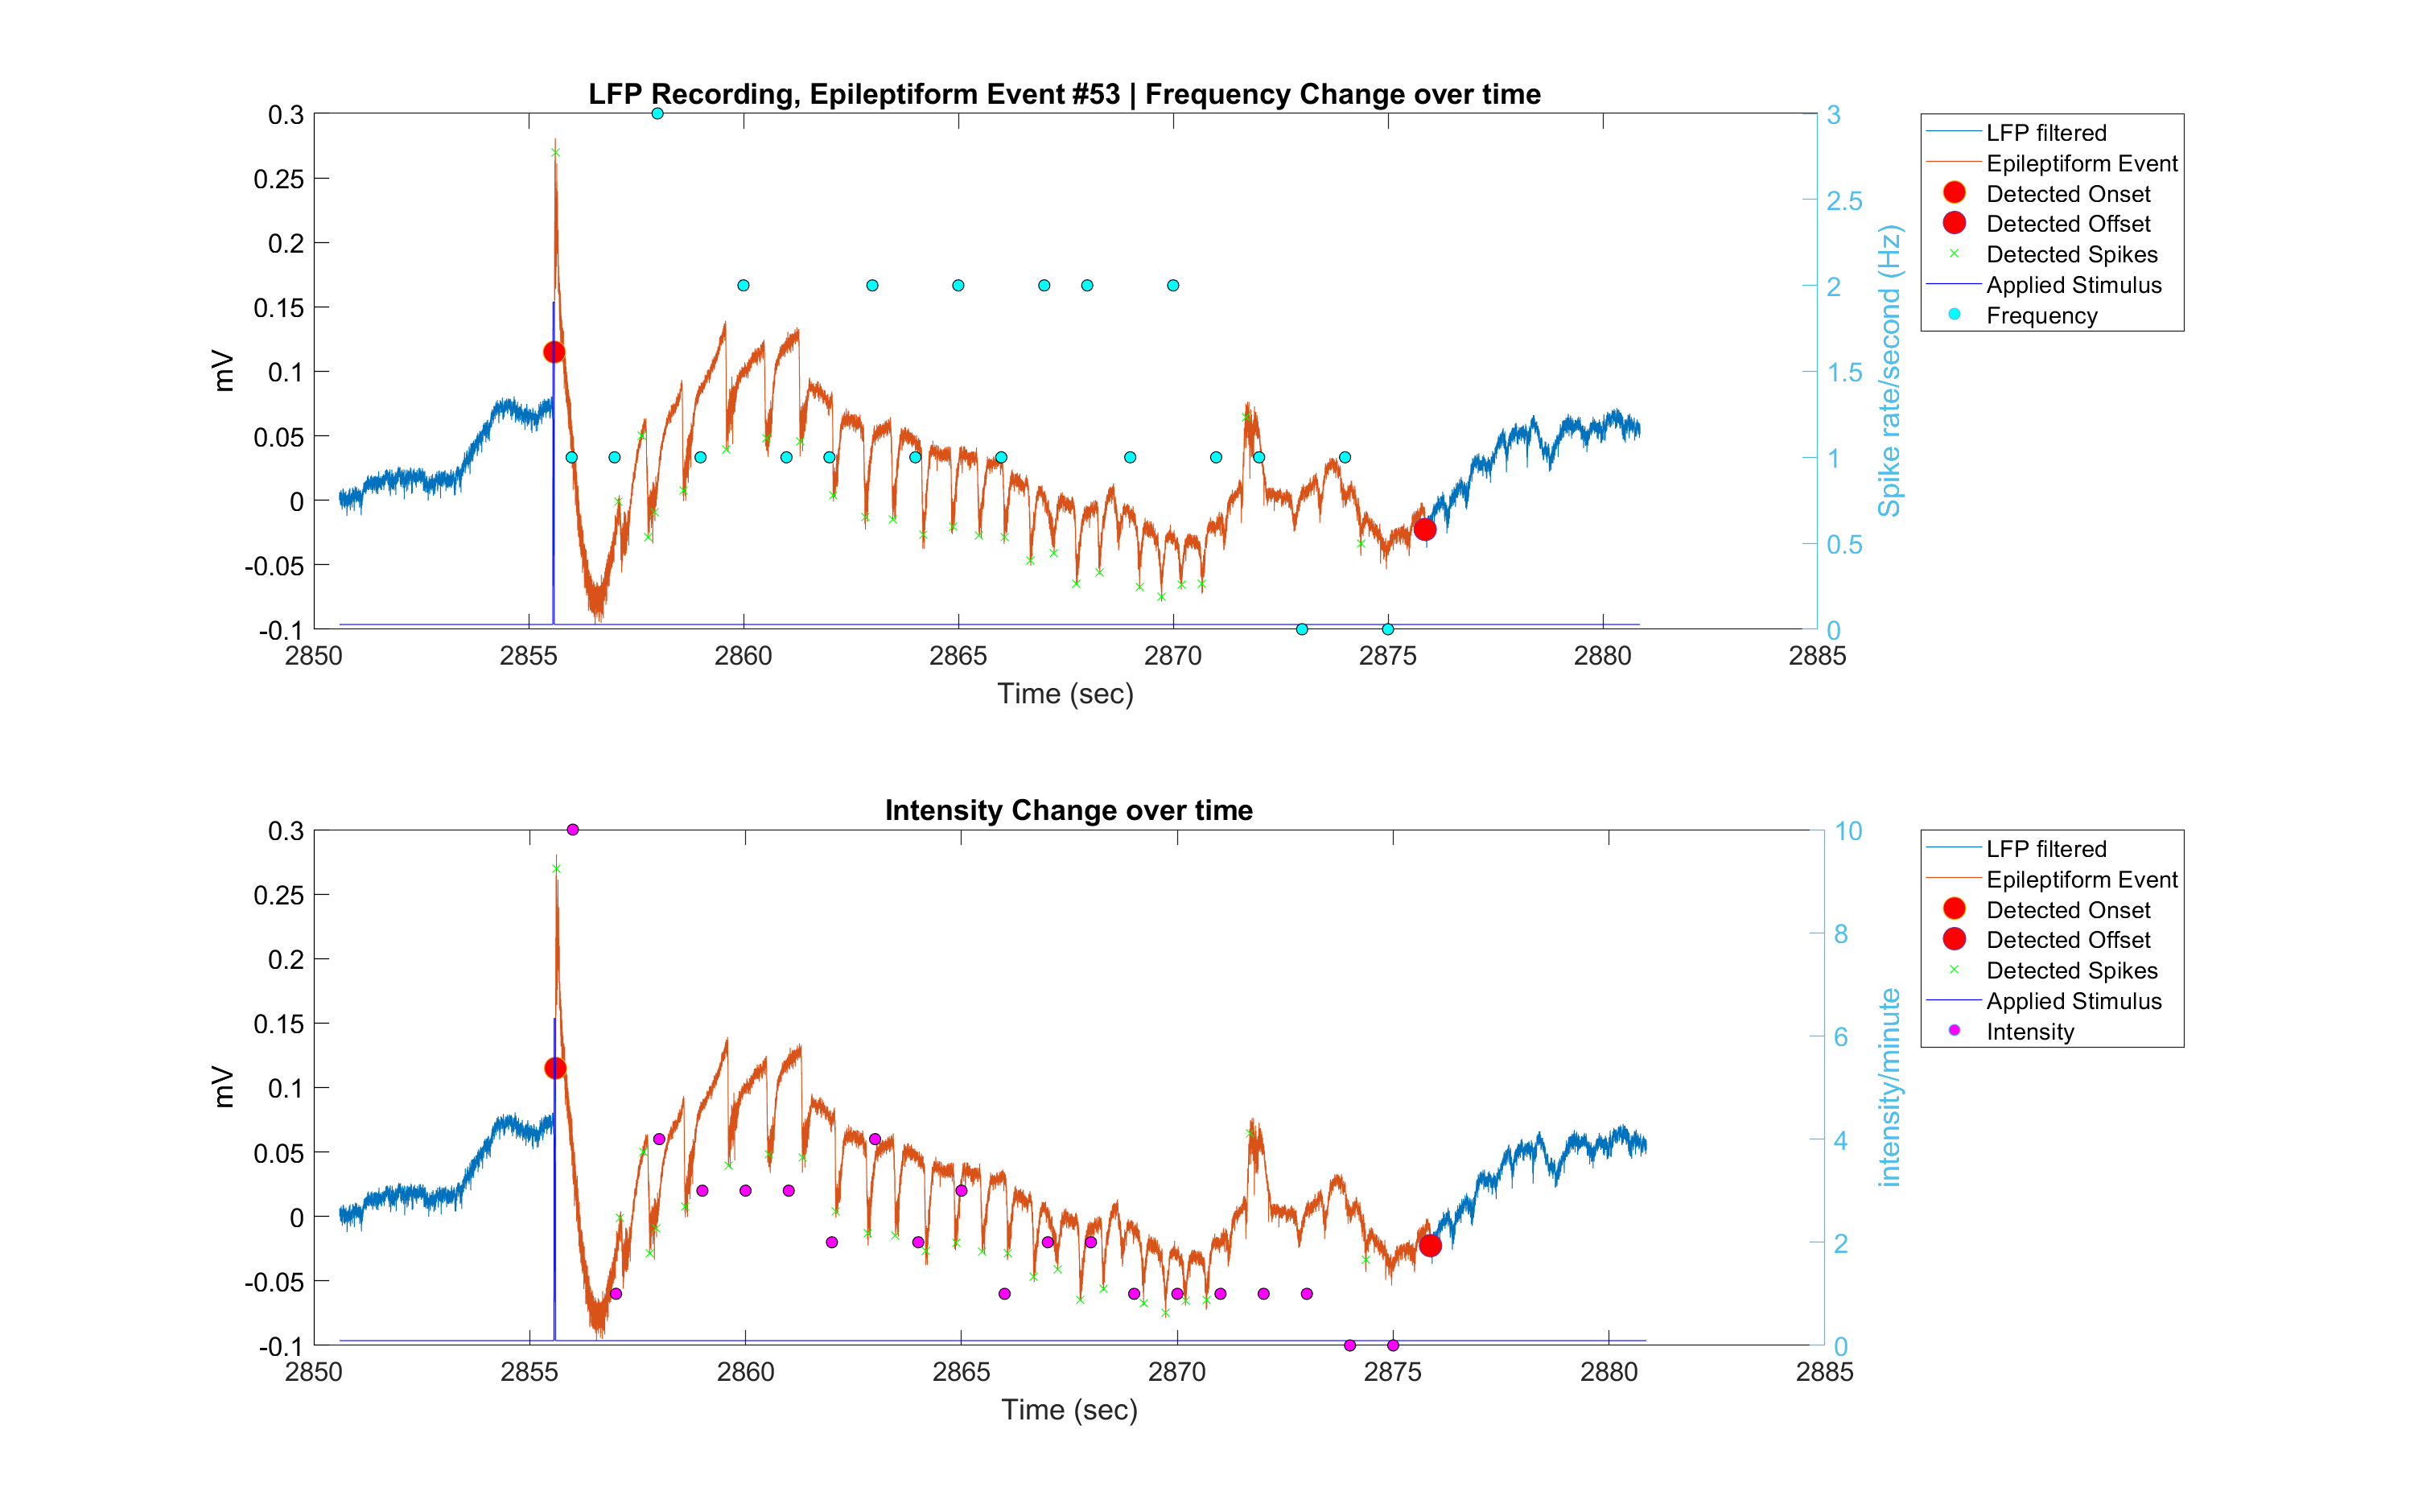 LFP Recording, Epileptiform Event #53 | Frequency Change over time
0.3
0.25
0.2
0.15
0.1
0.05
0
-0.05
-0.1
mV
3
2.5
2
1.5
1
0.5
0
Spike rate/second (Hz)
2850 2855 2860 2865 2870 2875 2880 2885
Time (sec)
LFP filtered
Epileptiform Event
Detected Onset
Detected Offset
Detected Spikes
Applied Stimulus
Frequency
Intensity Change over time
0.3
0.25
0.2
0.15
0.1
0.05
0
-0.05
-0.1
mV
10
8
6
4
2
0
intensity/minute
2850 2855 2860 2865 2870 2875 2880 2885
Time (sec)
LFP filtered
Epileptiform Event
Detected Onset
Detected Offset
Detected Spikes
Applied Stimulus
Intensity